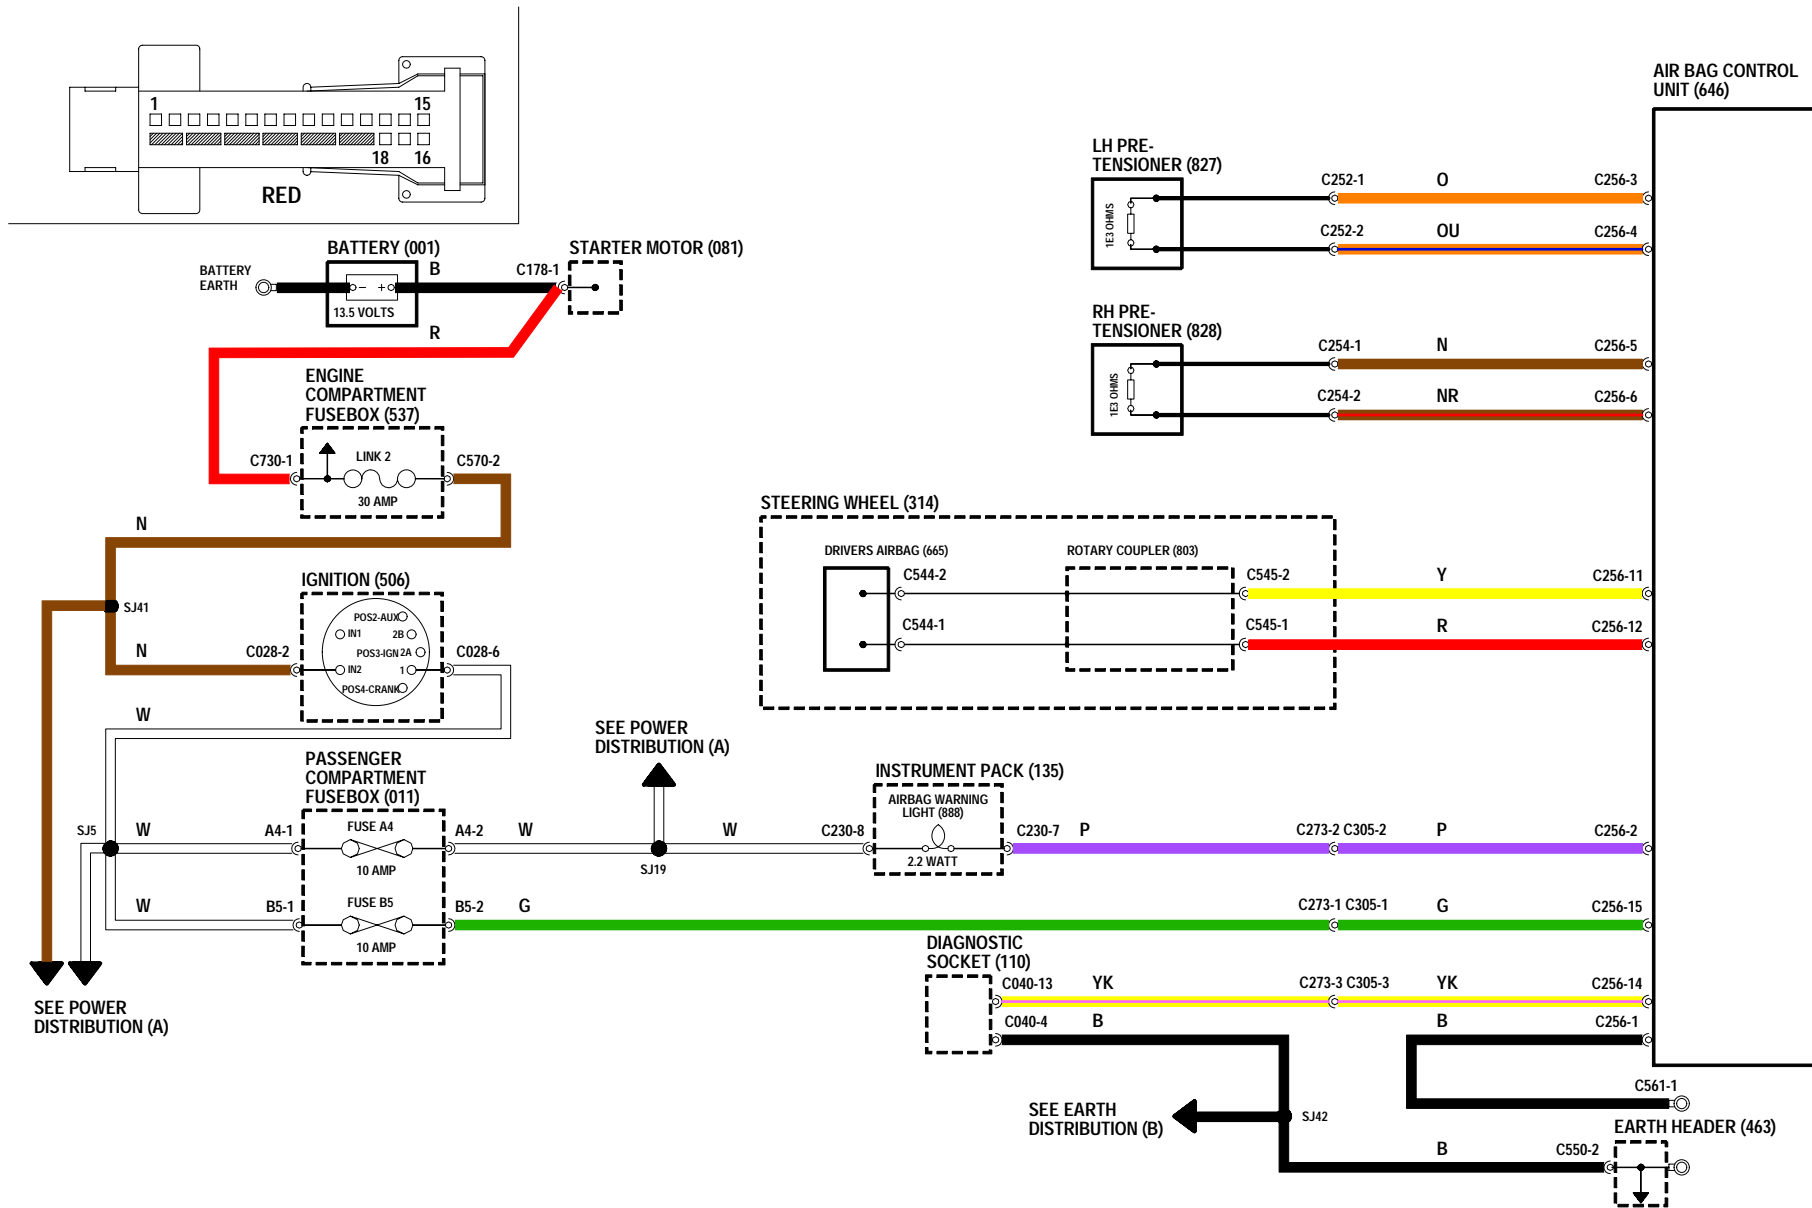 1
15
18
16
RED
AIR BAG CONTROL
UNIT (646)
LH PRE-
TENSIONER (827)
1E3 OHMS
C252-1
O
C256-3
C252-2
OU
C256-4
BATTERY (001)
B
BATTERY
EARTH
13.5 VOLTS
C178-1
STARTER MOTOR (081)
R
RH PRE-
TENSIONER (828)
1E3 OHMS
C254-1
N
C256-5
C254-2
NR
C256-6
ENGINE
COMPARTMENT
FUSEBOX (537)
C730-1
LINK 2
30 AMP
C570-2
N
STEERING WHEEL (314)
DRIVERS AIRBAG (665)
ROTARY COUPLER (803)
C544-2
C545-2
Y
C256-11
C544-1
C545-1
R
C256-12
IGNITION (506)
SJ41
N
C028-2
POS2-AUX
IN1
2B
POS3-IGN
2A
IN2
1
POS4-CRANK
C028-6
W
SEE POWER
DISTRIBUTION (A)
PASSENGER
COMPARTMENT
FUSEBOX (011)
INSTRUMENT PACK (135)
AIRBAG WARNING
LIGHT (888)
2.2 WATT
SJ5
W
A4-1
FUSE A4
10 AMP
A4-2
W
SJ19
W
C230-8
C230-7
P
C273-2 C305-2
P
C256-2
W
B5-1
FUSE B5
10 AMP
B5-2
G
C273-1 C305-1
G
C256-15
DIAGNOSTIC
SOCKET (110)
C040-13
YK
C273-3 C305-3
YK
C256-14
C040-4
B
B
C256-1
SEE POWER
DISTRIBUTION (A)
C561-1
SEE EARTH
DISTRIBUTION (B)
SJ42
EARTH HEADER (463)
B
C550-2